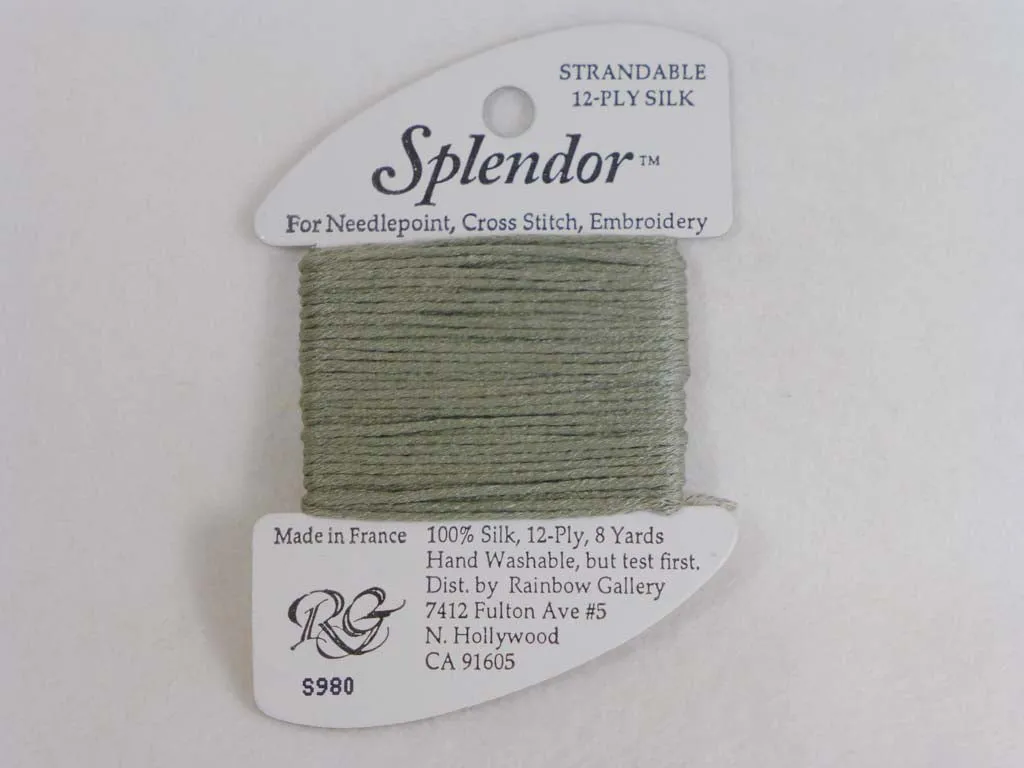 STRANDABLE
12-PLY SILK
Splendor™
For Needlepoint, Cross Stitch, Embroidery
Made in France
100% Silk, 12-Ply, 8 Yards
Hand Washable, but test first.
Dist. by Rainbow Gallery
7412 Fulton Ave #5
N. Hollywood
CA 91605
RG
S980